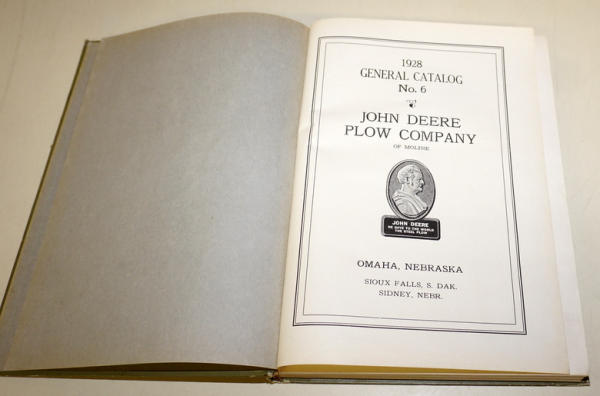 1928
GENERAL CATALOG
No. 6
JOHN DEERE
PLOW COMPANY
OF MOLINE
JOHN DEERE
HE GAVE TO THE WORLD
THE STEEL PLOW
OMAHA, NEBRASKA
SIOUX FALLS, S. DAK.
SIDNEY, NEBR.